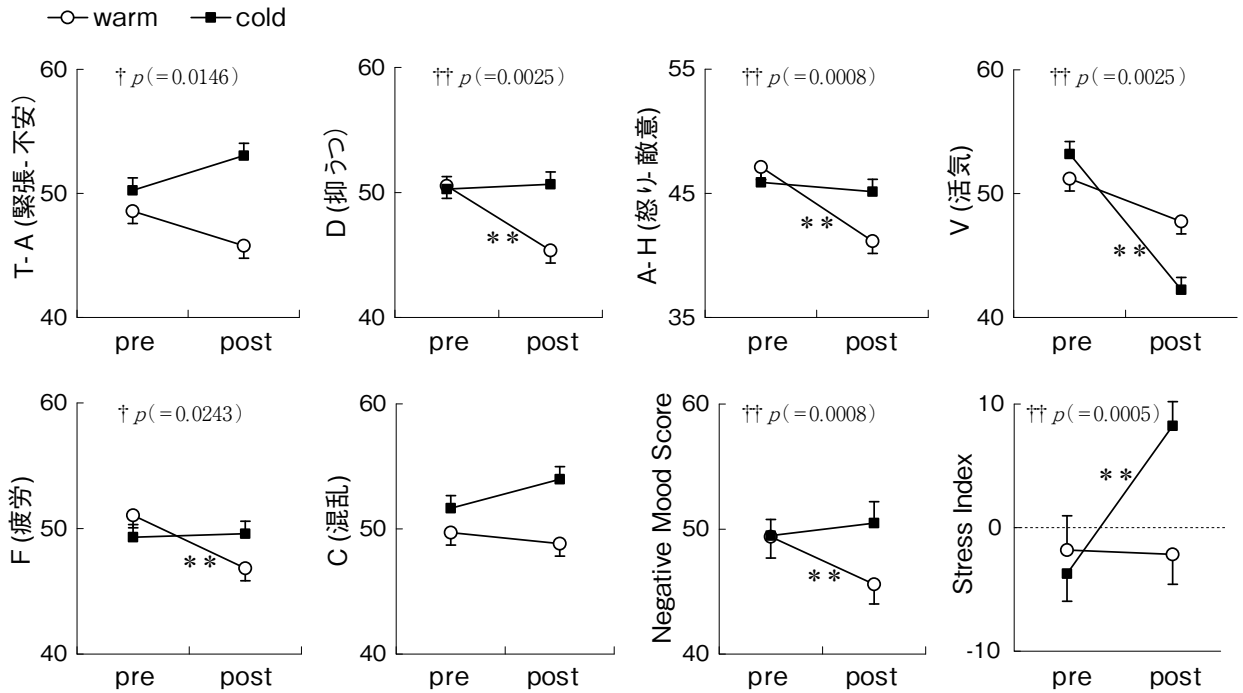 warm cold
T-A (緊張-不安)
60
50
40
† p(=0.0146)
pre post
D (抑うつ)
60
50
40
†† p(=0.0025)
**
pre post
A-H (怒り-敵意)
55
45
35
†† p(=0.0008)
**
pre post
V (活気)
60
50
40
†† p(=0.0025)
**
pre post
F (疲労)
60
50
40
† p(=0.0243)
**
pre post
C (混乱)
60
50
40
pre post
Negative Mood Score
60
50
40
†† p(=0.0008)
**
pre post
Stress Index
10
0
-10
†† p(=0.0005)
**
pre post